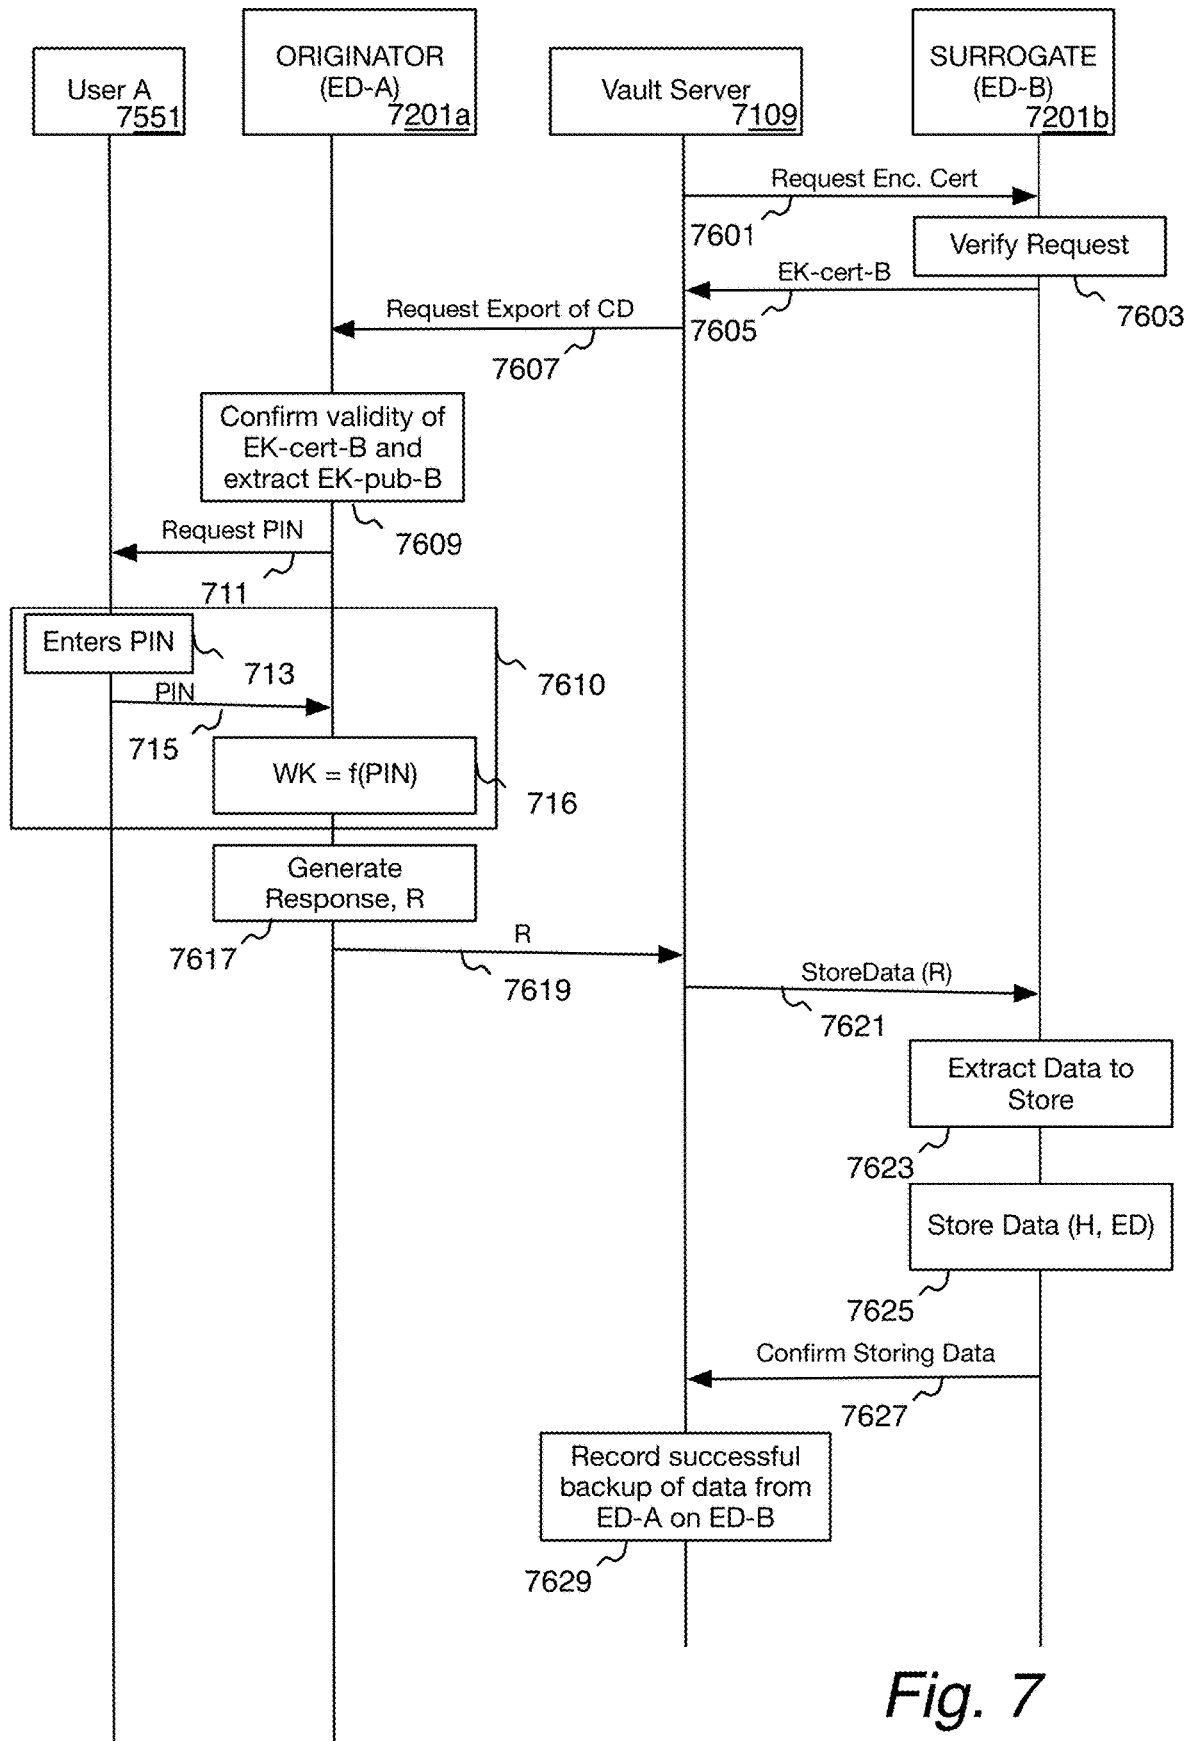 User A
7551
ORIGINATOR
(ED-A)
7201a
Vault Server
7109
SURROGATE
(ED-B)
7201b
Request Enc. Cert
7601
Verify Request
7603
EK-cert-B
7605
Request Export of CD
7607
Confirm validity of
EK-cert-B and
extract EK-pub-B
7609
Request PIN
711
Enters PIN
713
7610
PIN
715
WK = f(PIN)
716
Generate
Response, R
7617
R
7619
StoreData (R)
7621
Extract Data to
Store
7623
Store Data (H, ED)
7625
Confirm Storing Data
7627
Record successful
backup of data from
ED-A on ED-B
7629
Fig. 7